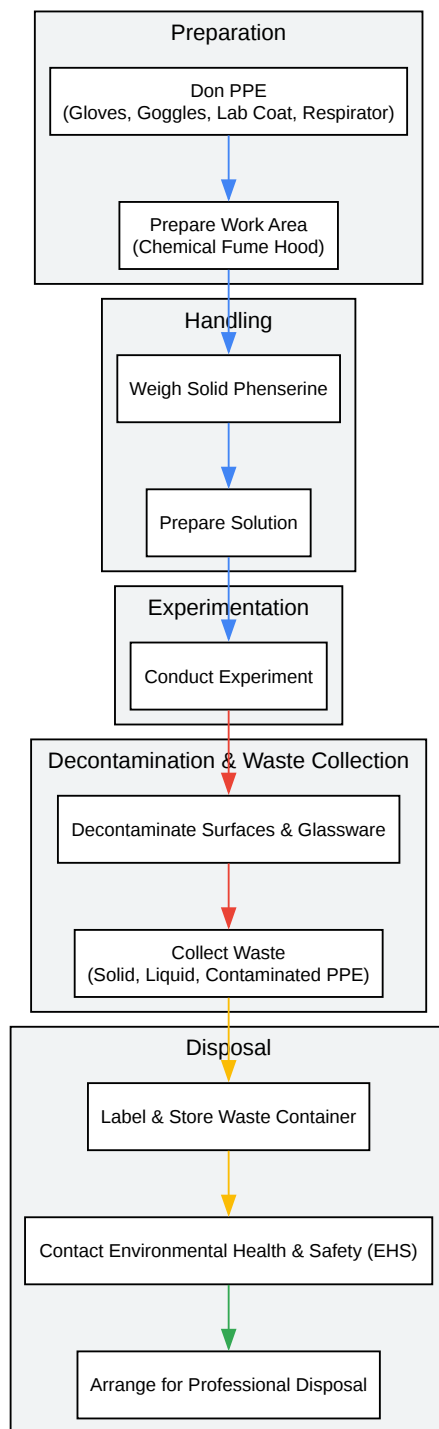 Preparation
Don PPE
(Gloves, Goggles, Lab Coat, Respirator)
Prepare Work Area
(Chemical Fume Hood)
Handling
Weigh Solid Phenserine
Prepare Solution
Experimentation
Conduct Experiment
Decontamination & Waste Collection
Decontaminate Surfaces & Glassware
Collect Waste
(Solid, Liquid, Contaminated PPE)
Disposal
Label & Store Waste Container
Contact Environmental Health & Safety (EHS)
Arrange for Professional Disposal